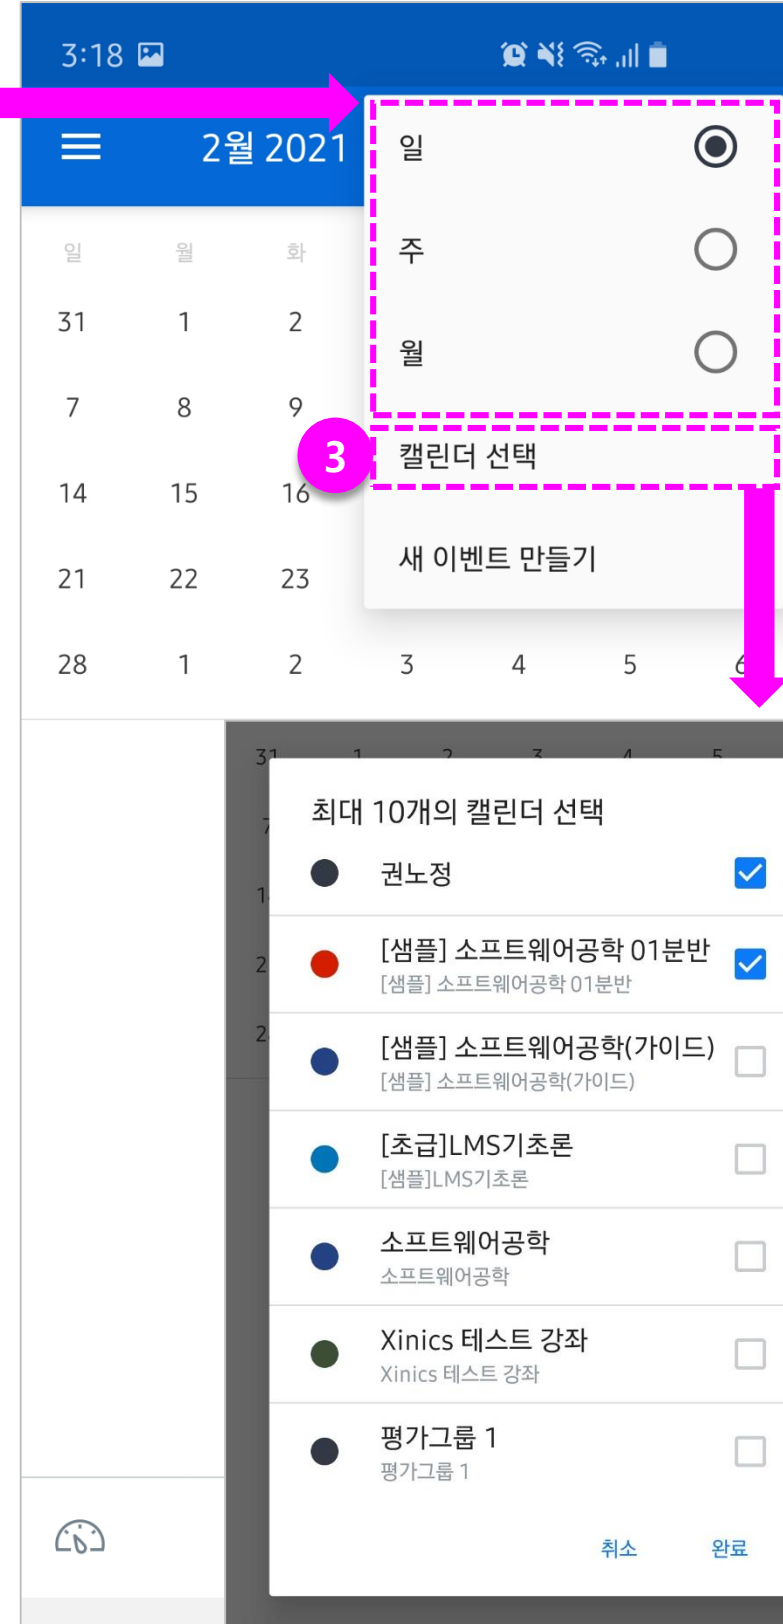 3:18
2월 2021
일
주
월
캘린더 선택
새 이벤트 만들기
3
일 월 화
31 1 2
7 8 9
14 15 16
21 22 23
28 1 2 3 4 5 6
31 1 2 3 4 5
최대 10개의 캘린더 선택
권노정
[샘플] 소프트웨어공학 01분반
[샘플] 소프트웨어공학 01분반
[샘플] 소프트웨어공학(가이드)
[샘플] 소프트웨어공학(가이드)
[초급]LMS기초론
[샘플]LMS기초론
소프트웨어공학
소프트웨어공학
Xinics 테스트 강좌
Xinics 테스트 강좌
평가그룹 1
평가그룹 1
취소 완료